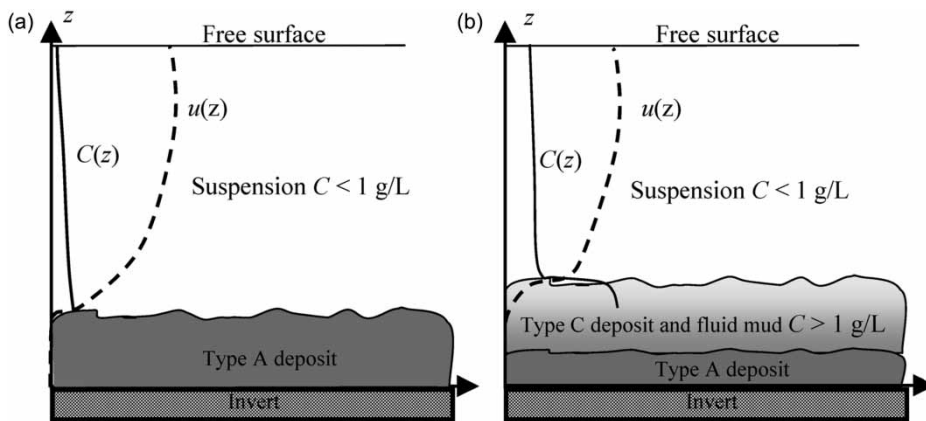 (a)
z
Free surface
u(z)
C(z)
Suspension C < 1 g/L
Type A deposit
Invert
(b)
z
Free surface
u(z)
C(z)
Suspension C < 1 g/L
Type C deposit and fluid mud C > 1 g/L
Type A deposit
Invert